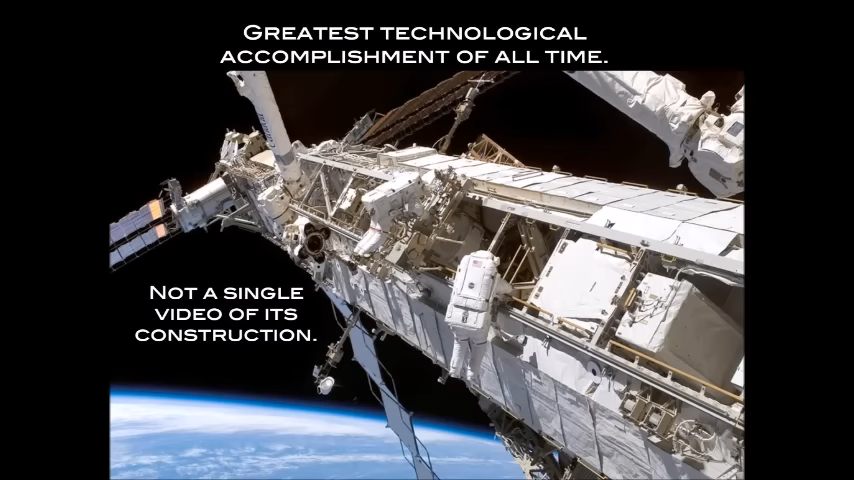 GREATEST TECHNOLOGICAL
ACCOMPLISHMENT OF ALL TIME.
NOT A SINGLE
VIDEO OF ITS
CONSTRUCTION.